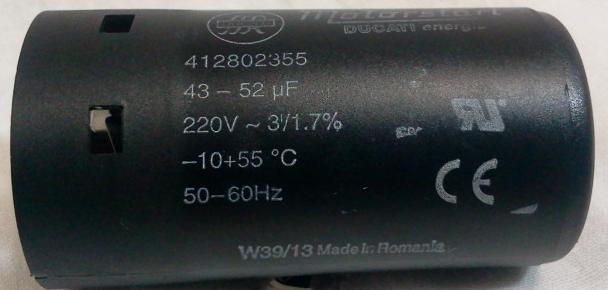 Motorstart
DUCATI energia
412802355
43 – 52 µF
220V ~ 3'/1.7%
–10+55 °C
50–60Hz
CE
W39/13 Made In Romania